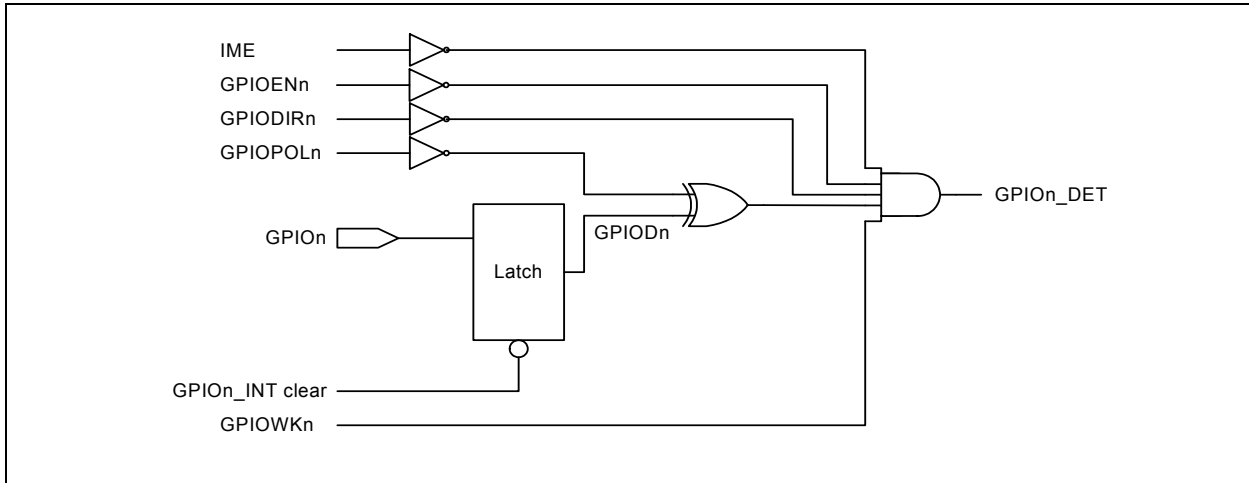 IME
GPIOENn
GPIODIRn
GPIOPOLn
GPIOn_DET
GPIODn
GPIOn
Latch
GPIOn_INT clear
GPIOWKn